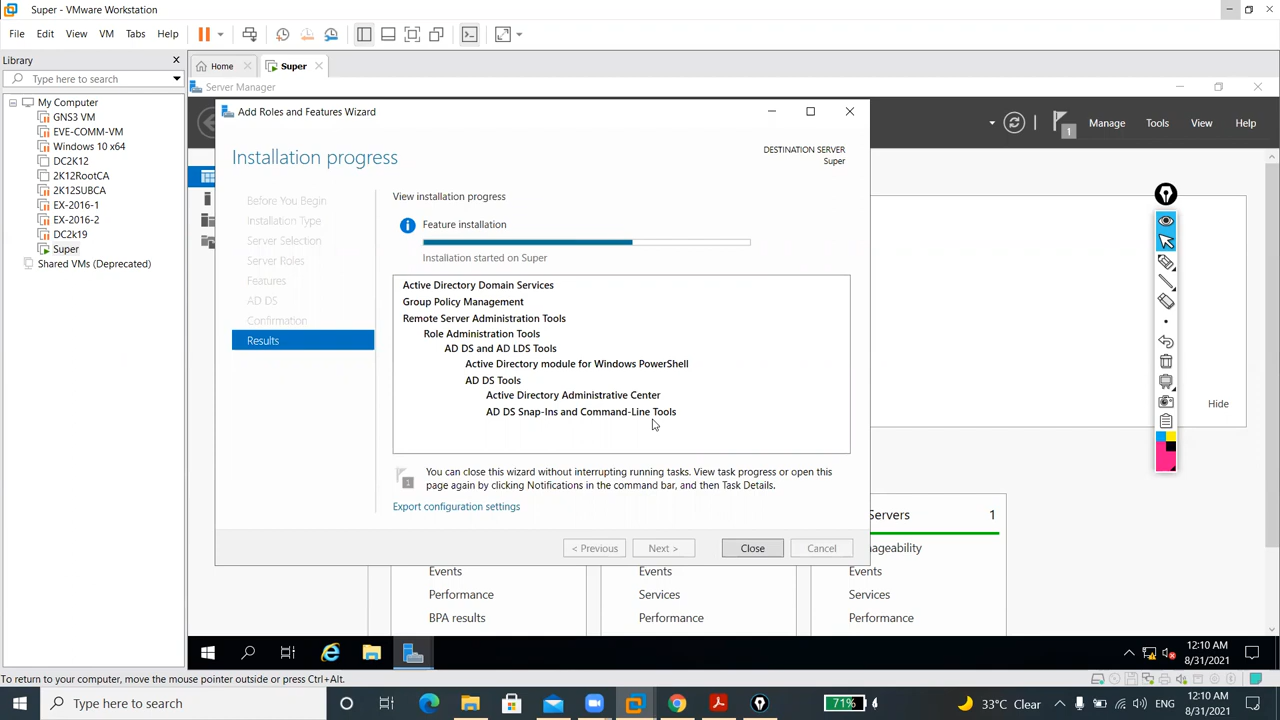 Super - VMware Workstation
File Edit View VM Tabs Help
Library
Type here to search
My Computer
GNS3 VM
EVE-COMM-VM
Windows 10 x64
DC2K12
2K12RootCA
2K12SUBCA
EX-2016-1
EX-2016-2
DC2k19
Super
Shared VMs (Deprecated)
Home
Super
Server Manager
Manage Tools View Help
1
Add Roles and Features Wizard
Installation progress
DESTINATION SERVER
Super
Before You Begin
Installation Type
Server Selection
Server Roles
Features
AD DS
Confirmation
Results
View installation progress
Feature installation
Installation started on Super
Active Directory Domain Services
Group Policy Management
Remote Server Administration Tools
Role Administration Tools
AD DS and AD LDS Tools
Active Directory module for Windows PowerShell
AD DS Tools
Active Directory Administrative Center
AD DS Snap-Ins and Command-Line Tools
1
You can close this wizard without interrupting running tasks. View task progress or open this
page again by clicking Notifications in the command bar, and then Task Details.
Export configuration settings
< Previous Next > Close Cancel
Hide
Servers 1
nageability
Events Events Events
Performance Services Services
BPA results Performance Performance
12:10 AM
8/31/2021
To return to your computer, move the mouse pointer outside or press Ctrl+Alt.
Type here to search
71%
33°C Clear
ENG
12:10 AM
8/31/2021